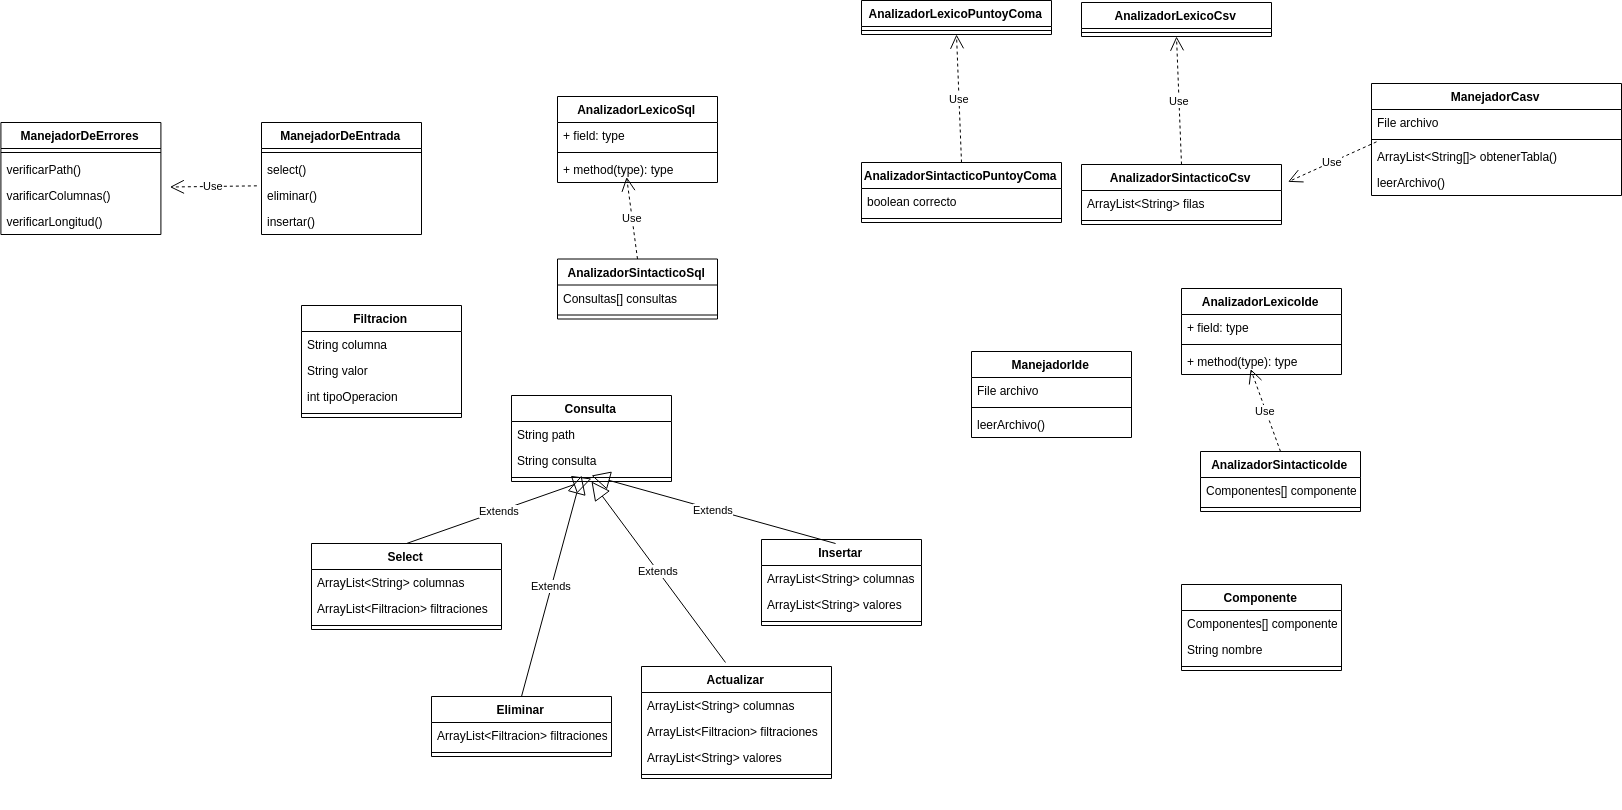 AnalizadorLexicoPuntoyComa
AnalizadorLexicoCsv
Use
Use
AnalizadorSintacticoPuntoyComa
boolean correcto
AnalizadorSintacticoCsv
ArrayList<String> filas
Use
ManejadorCasv
File archivo
ArrayList<String[]> obtenerTabla()
leerArchivo()
ManejadorDeErrores
verificarPath()
varificarColumnas()
verificarLongitud()
Use
ManejadorDeEntrada
select()
eliminar()
insertar()
AnalizadorLexicoSql
+ field: type
+ method(type): type
Use
AnalizadorSintacticoSql
Consultas[] consultas
Filtracion
String columna
String valor
int tipoOperacion
Consulta
String path
String consulta
Extends
Extends
Extends
Extends
Select
ArrayList<String> columnas
ArrayList<Filtracion> filtraciones
Insertar
ArrayList<String> columnas
ArrayList<String> valores
Eliminar
ArrayList<Filtracion> filtraciones
Actualizar
ArrayList<String> columnas
ArrayList<Filtracion> filtraciones
ArrayList<String> valores
ManejadorIde
File archivo
leerArchivo()
AnalizadorLexicoIde
+ field: type
+ method(type): type
Use
AnalizadorSintacticoIde
Componentes[] componente
Componente
Componentes[] componente
String nombre